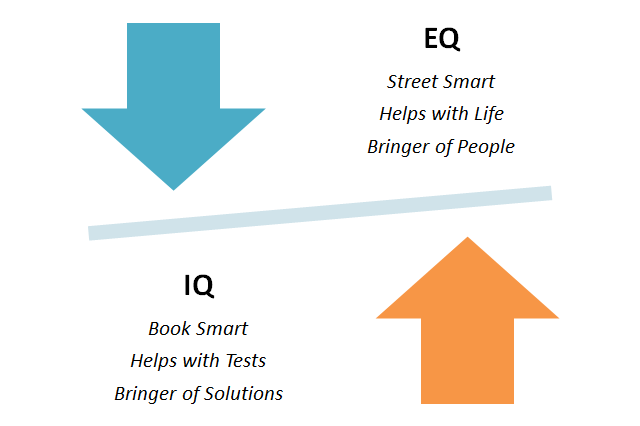 EQ
Street Smart
Helps with Life
Bringer of People
IQ
Book Smart
Helps with Tests
Bringer of Solutions